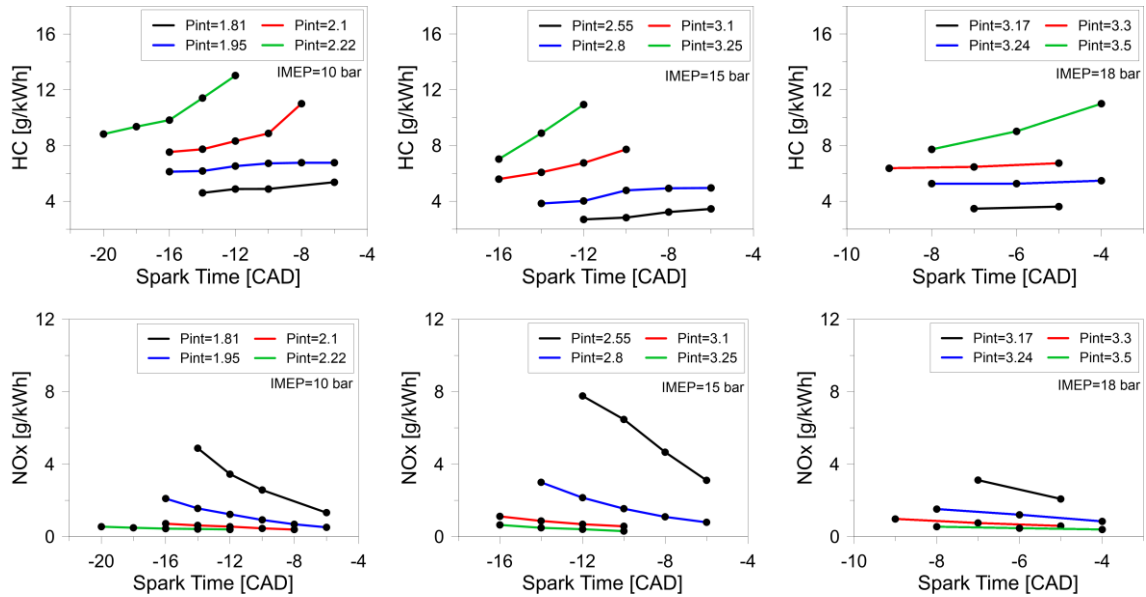 HC [g/kWh]
16
12
8
4
Pint=1.81 Pint=2.1
Pint=1.95 Pint=2.22
IMEP=10 bar
-20 -16 -12 -8 -4
Spark Time [CAD]
HC [g/kWh]
16
12
8
4
Pint=2.55 Pint=3.1
Pint=2.8 Pint=3.25
IMEP=15 bar
-16 -12 -8 -4
Spark Time [CAD]
HC [g/kWh]
16
12
8
4
Pint=3.17 Pint=3.3
Pint=3.24 Pint=3.5
IMEP=18 bar
-10 -9 -8 -7 -6 -5 -4
Spark Time [CAD]
NOx [g/kWh]
12
8
4
0
Pint=1.81 Pint=2.1
Pint=1.95 Pint=2.22
IMEP=10 bar
-20 -16 -12 -8 -4
Spark Time [CAD]
NOx [g/kWh]
12
8
4
0
Pint=2.55 Pint=3.1
Pint=2.8 Pint=3.25
IMEP=15 bar
-16 -12 -8 -4
Spark Time [CAD]
NOx [g/kWh]
12
8
4
0
Pint=3.17 Pint=3.3
Pint=3.24 Pint=3.5
IMEP=18 bar
-10 -9 -8 -7 -6 -5 -4
Spark Time [CAD]